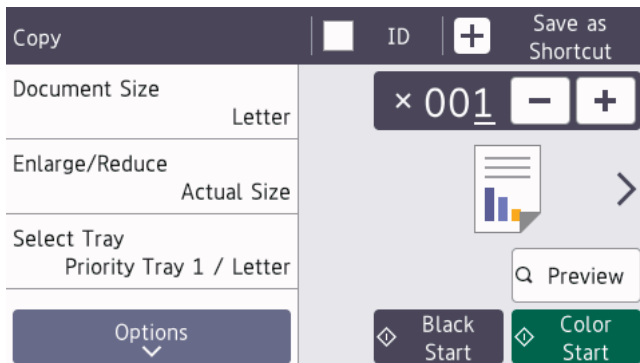 Copy
ID
Save as
Shortcut
Document Size
Letter
Enlarge/Reduce
Actual Size
Select Tray
Priority Tray 1 / Letter
Options
× 001
Preview
Black
Start
Color
Start